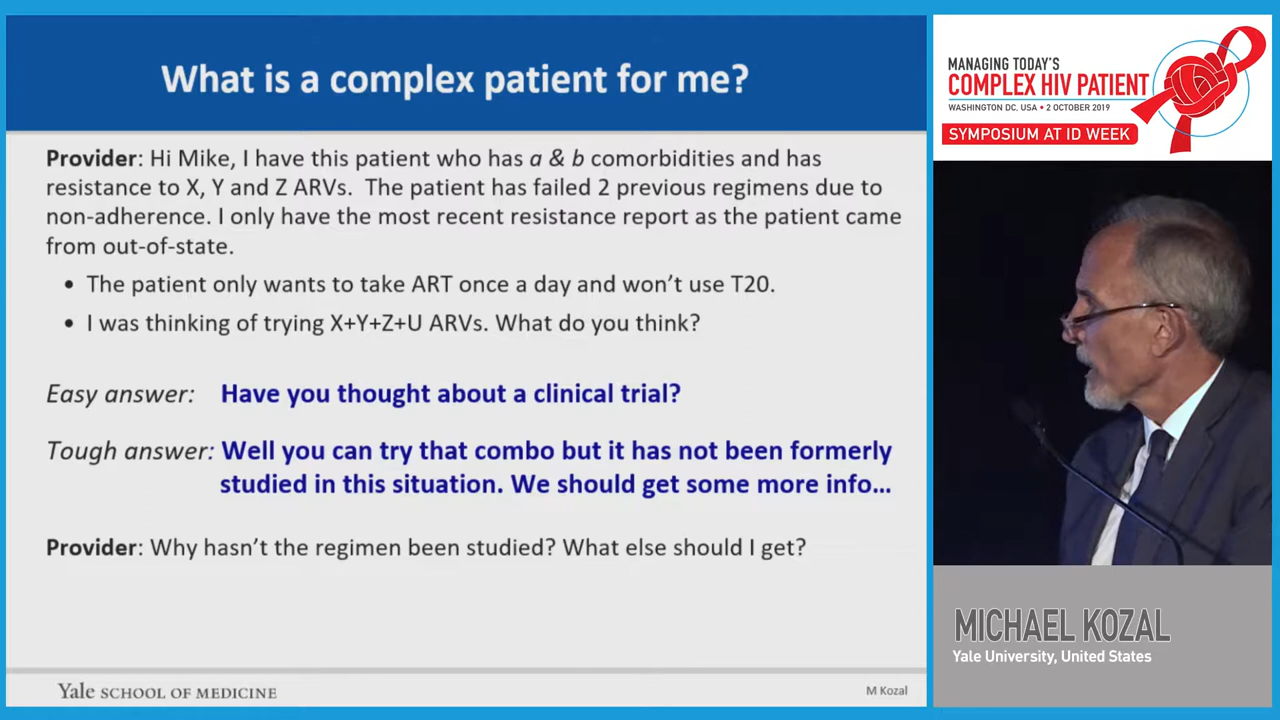 What is a complex patient for me?
Provider: Hi Mike, I have this patient who has a & b comorbidities and has
resistance to X, Y and Z ARVs. The patient has failed 2 previous regimens due to
non-adherence. I only have the most recent resistance report as the patient came
from out-of-state.
• The patient only wants to take ART once a day and won't use T20.
• I was thinking of trying X+Y+Z+U ARVs. What do you think?
Easy answer: Have you thought about a clinical trial?
Tough answer: Well you can try that combo but it has not been formerly
studied in this situation. We should get some more info...
Provider: Why hasn't the regimen been studied? What else should I get?
Yale SCHOOL OF MEDICINE
M Kozal
MANAGING TODAY'S
COMPLEX HIV PATIENT
WASHINGTON DC, USA • 2 OCTOBER 2019
SYMPOSIUM AT ID WEEK
MICHAEL KOZAL
Yale University, United States